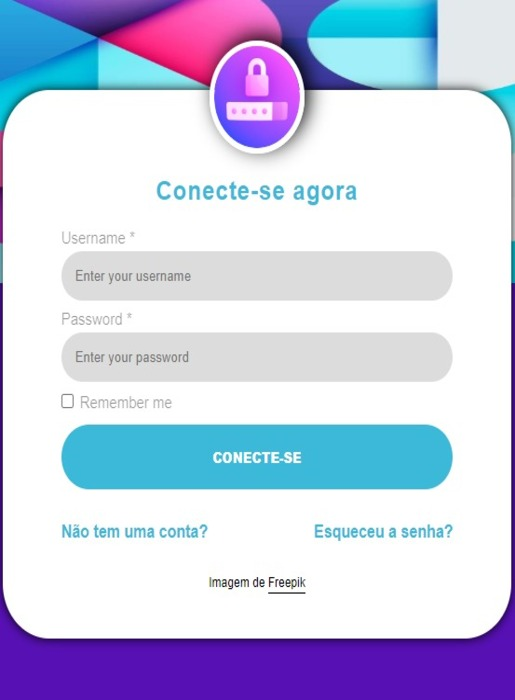 Conecte-se agora
Username *
Enter your username
Password *
Enter your password
Remember me
CONECTE-SE
Não tem uma conta? Esqueceu a senha?
Imagem de Freepik